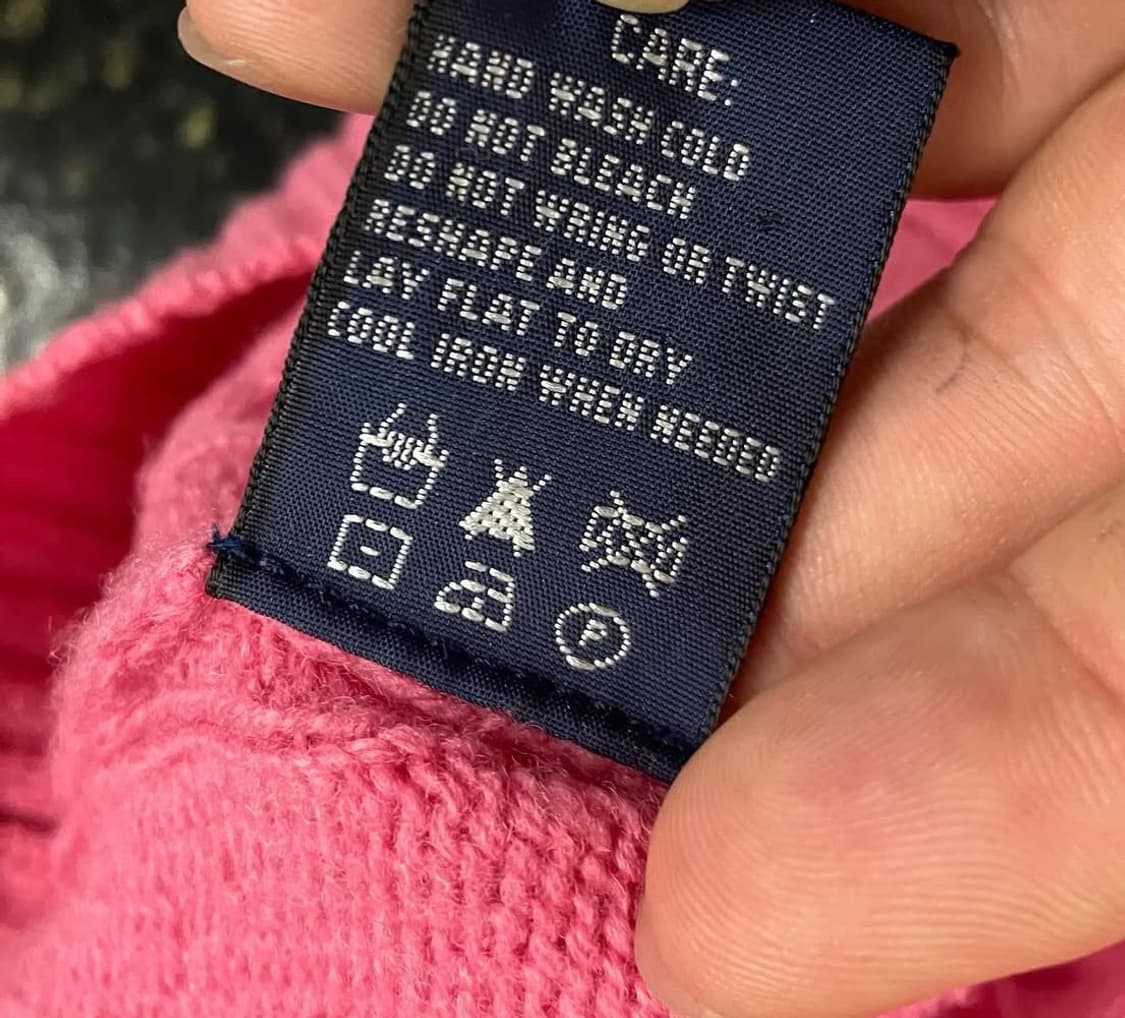 CARE:
HAND WASH COLD
DO NOT BLEACH
DO NOT WRING OR TWIST
RESHAPE AND
LAY FLAT TO DRY
COOL IRON WHEN NEEDED
P